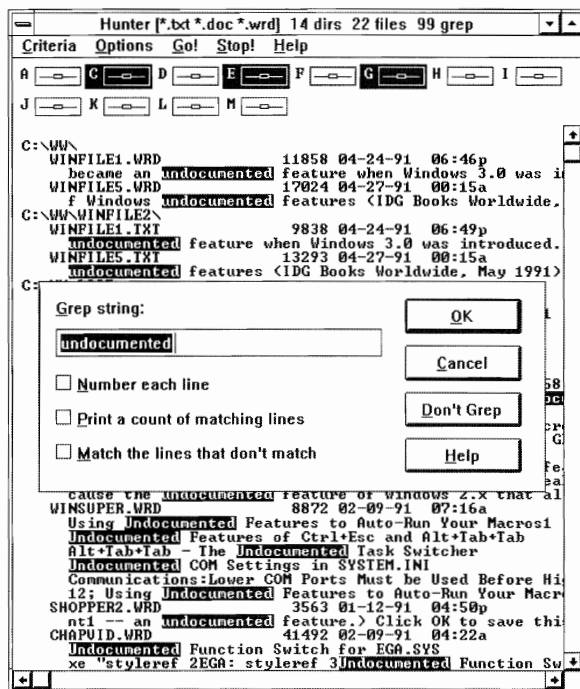 Hunter [*.txt *.doc *.wrd] 14 dirs 22 files 99 grep
Criteria Options Go! Stop! Help
A C D E F G H I
J K L M
C:\WW\
WINFILE1.WRD 11858 04-24-91 06:46p
became an undocumented feature when Windows 3.0 was i
WINFILE5.WRD 17024 04-27-91 00:15a
f Windows undocumented features (IDG Books Worldwide,
C:\WW\WINFILE2\
WINFILE1.TXT 9838 04-24-91 06:49p
undocumented feature when Windows 3.0 was introduced.
WINFILE5.TXT 13293 04-27-91 00:15a
undocumented features (IDG Books Worldwide, May 1991)
C:
Grep string:
undocumented
Number each line
Print a count of matching lines
Match the lines that don't match
OK
Cancel
Don't Grep
Help
cause the undocumented feature of Windows 2.x that al
WINSUPER.WRD 8872 02-09-91 07:16a
Using Undocumented Features to Auto-Run Your Macros1
Undocumented Features of Ctrl+Esc and Alt+Tab+Tab
Alt+Tab+Tab - The Undocumented Task Switcher
Undocumented COM Settings in SYSTEM.INI
Communications:Lower COM Ports Must be Used Before Hi
12; Using Undocumented Features to Auto-Run Your Macr
SHOPPER2.WRD 3563 01-12-91 04:50p
nt1 -- an undocumented feature.) Click OK to save thi
CHAPVID.WRD 41492 02-09-91 04:22a
Undocumented Function Switch for EGA.SYS
xe "styleref 2EGA: styleref 3Undocumented Function Sw